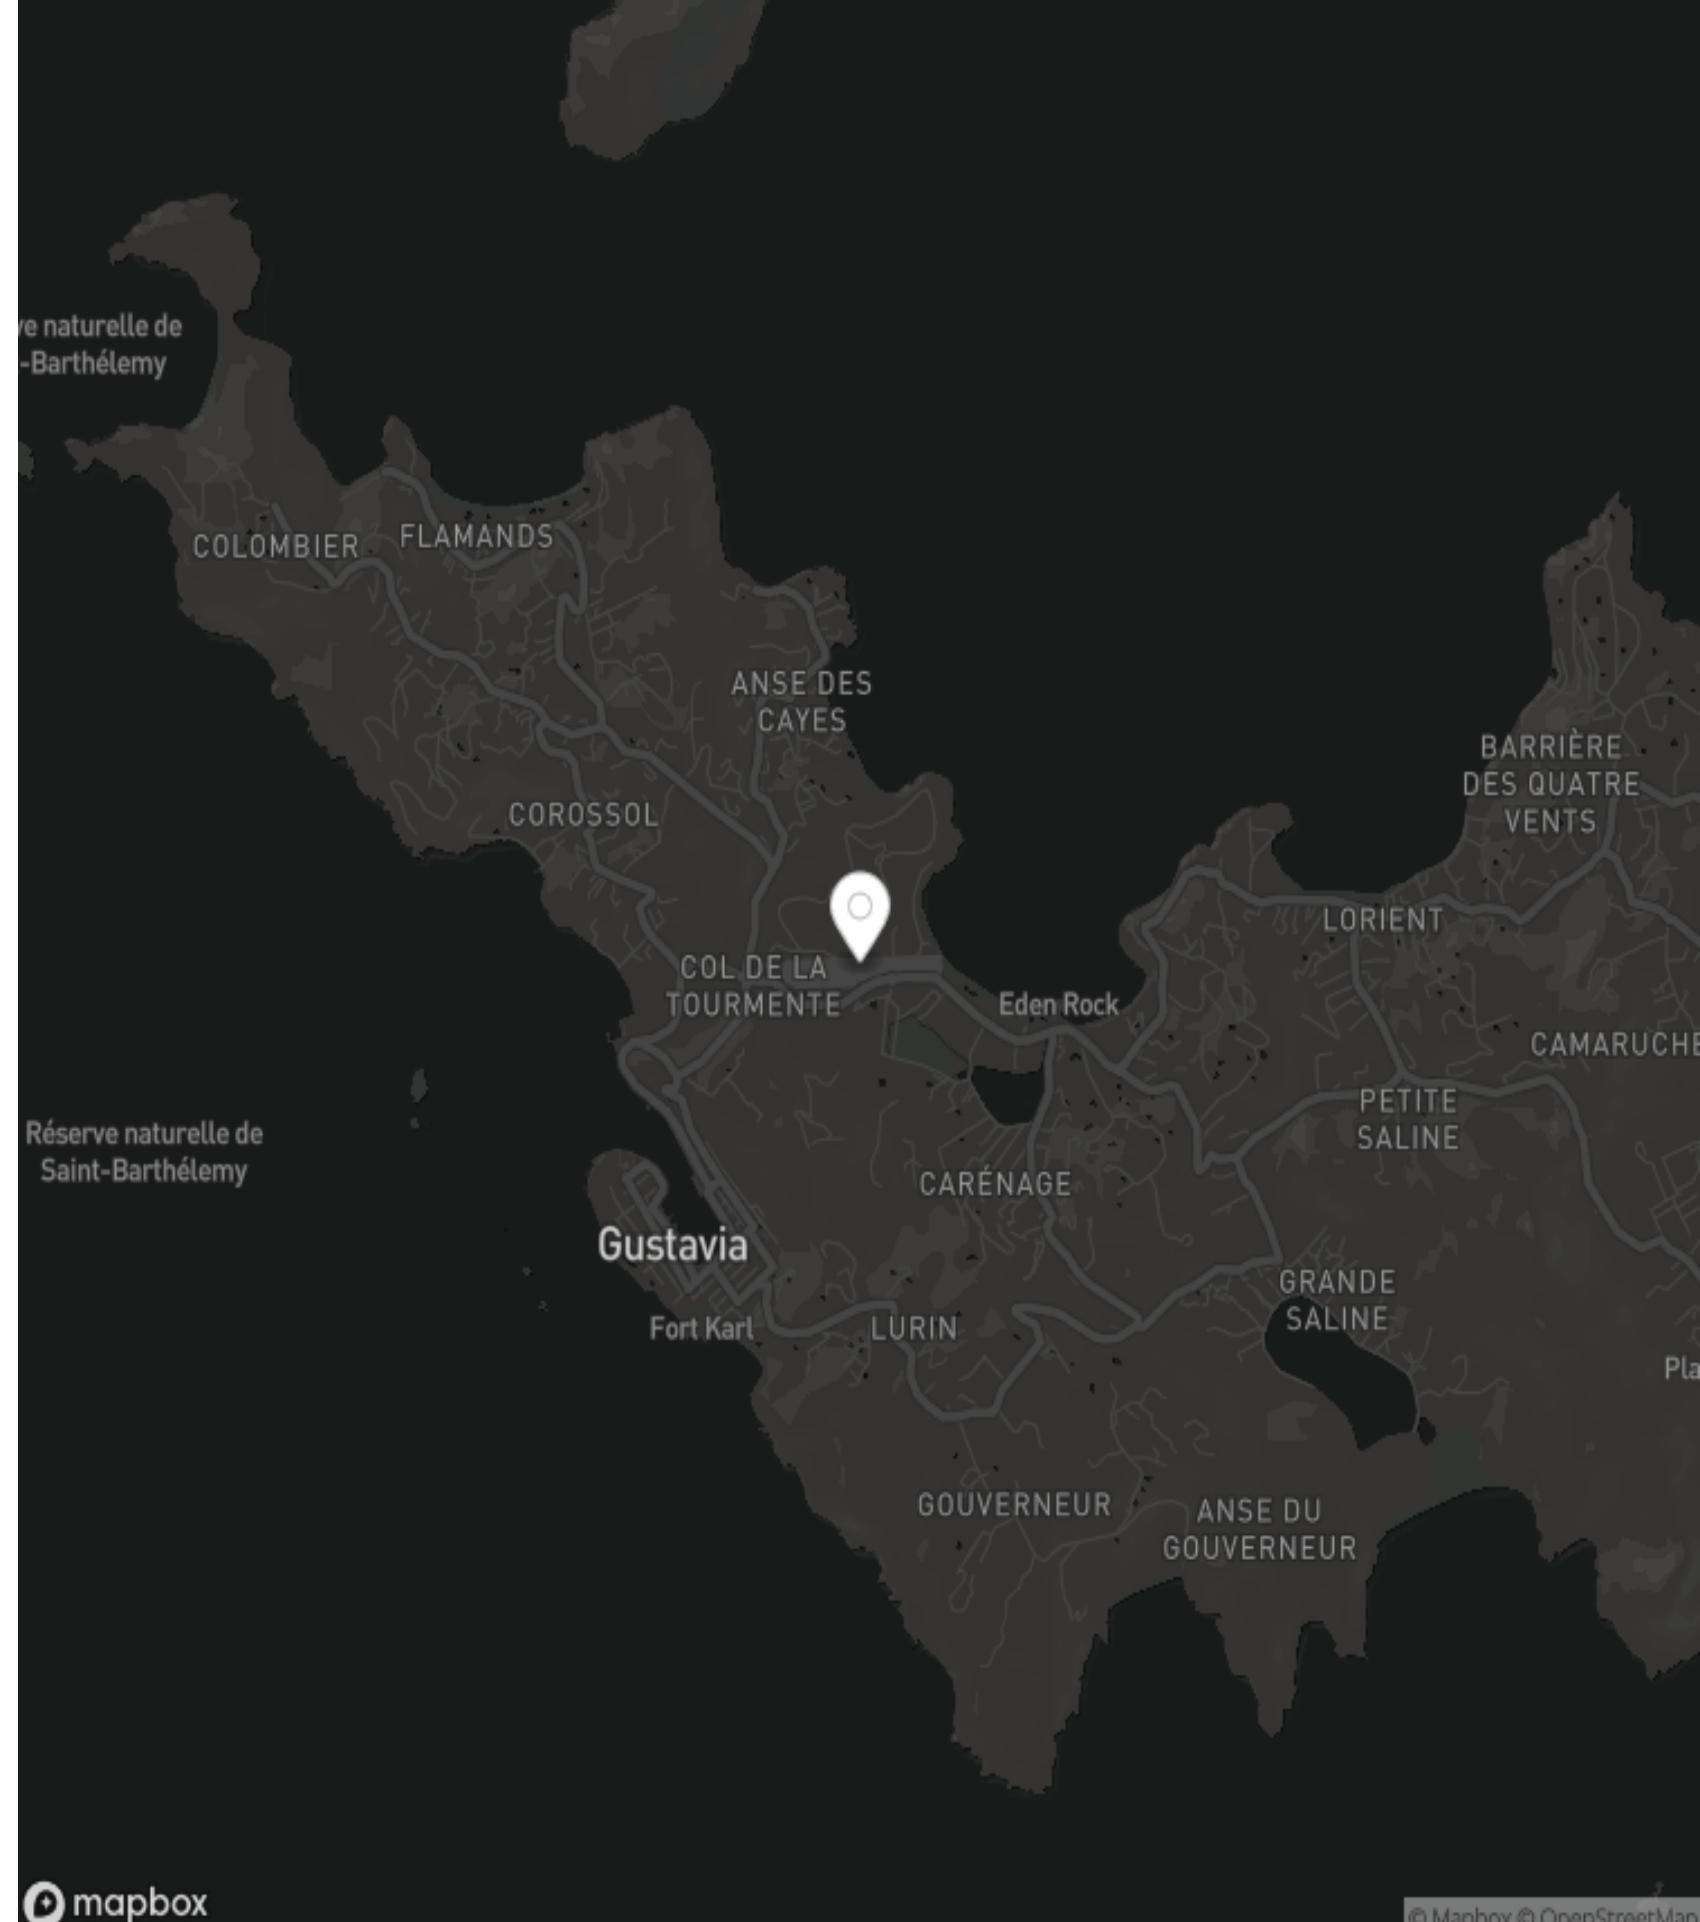 ve naturelle de
-Barthélemy
COLOMBIER
FLAMANDS
ANSE DES
CAYES
BARRIÈRE
DES QUATRE
VENTS
COROSSOL
LORIENT
COL DE LA
TOURMENTE
Eden Rock
CAMARUCHE
PETITE
SALINE
Réserve naturelle de
Saint-Barthélemy
CARÉNAGE
Gustavia
GRANDE
SALINE
Fort Karl
LURIN
Pla
GOUVERNEUR
ANSE DU
GOUVERNEUR
mapbox
© Mapbox © OpenStreetMap